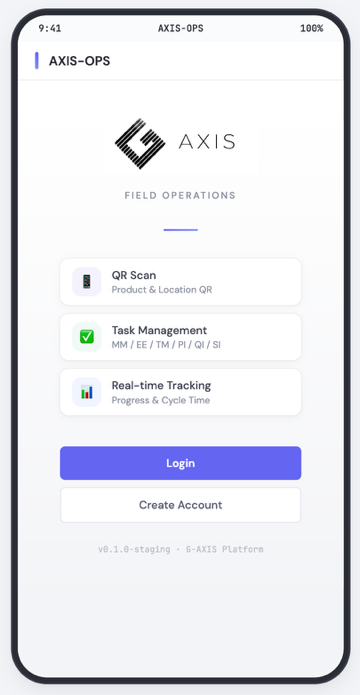 9:41 AXIS-OPS 100%
AXIS-OPS
AXIS
FIELD OPERATIONS
QR Scan
Product & Location QR
Task Management
MM / EE / TM / PI / QI / SI
Real-time Tracking
Progress & Cycle Time
Login
Create Account
v0.1.0-staging · G-AXIS Platform